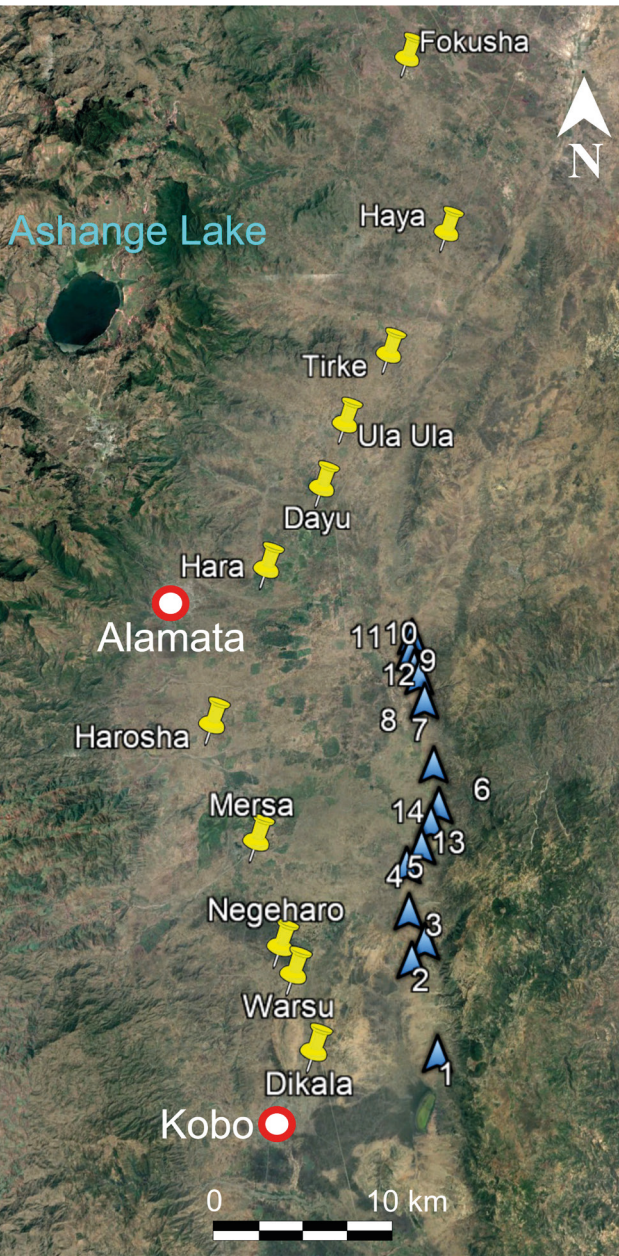 Fokusha
N
Haya
Ashange Lake
Tirke
Ula Ula
Dayu
Hara
Alamata
11 10
9
12
8 7
Harosha
6
Mersa
14
13
4 5
Negeharo
3
2
Warsu
1
Dikala
Kobo
0 10 km